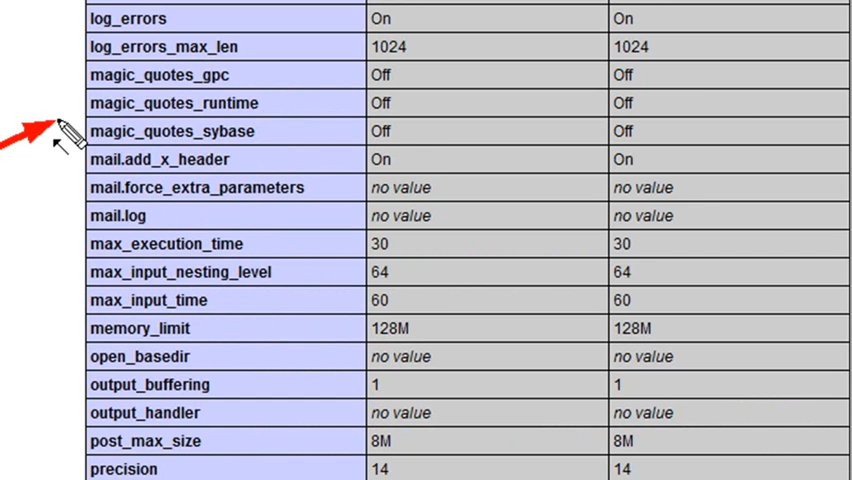 log_errors On On
log_errors_max_len 1024 1024
magic_quotes_gpc Off Off
magic_quotes_runtime Off Off
magic_quotes_sybase Off Off
mail.add_x_header On On
mail.force_extra_parameters no value no value
mail.log no value no value
max_execution_time 30 30
max_input_nesting_level 64 64
max_input_time 60 60
memory_limit 128M 128M
open_basedir no value no value
output_buffering 1 1
output_handler no value no value
post_max_size 8M 8M
precision 14 14